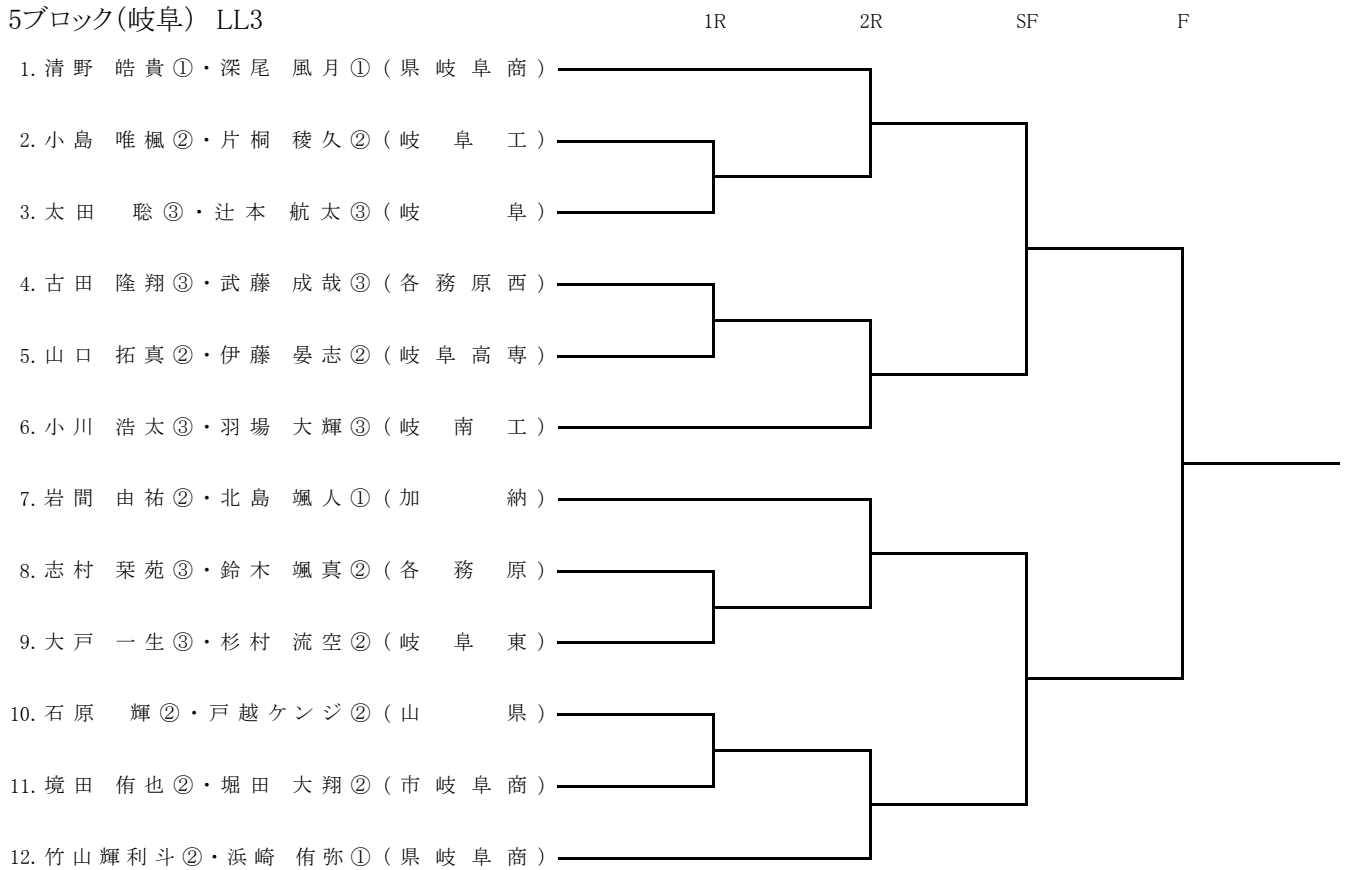 5ブロック(岐阜) LL3 1R 2R SF F
1. 清野 皓貴①・深尾 風月①(県岐阜商)
2. 小島 唯楓②・片桐 稜久②(岐阜工)
3. 太田 聡③・辻本 航太③(岐阜)
4. 古田 隆翔③・武藤 成哉③(各務原西)
5. 山口 拓真②・伊藤 晏志②(岐阜高専)
6. 小川 浩太③・羽場 大輝③(岐南工)
7. 岩間 由祐②・北島 颯人①(加納)
8. 志村 栞苑③・鈴木 颯真②(各務原)
9. 大戸 一生③・杉村 流空②(岐阜東)
10. 石原 輝②・戸越ケンジ②(山県)
11. 境田 侑也②・堀田 大翔②(市岐阜商)
12. 竹山輝利斗②・浜崎 侑弥①(県岐阜商)